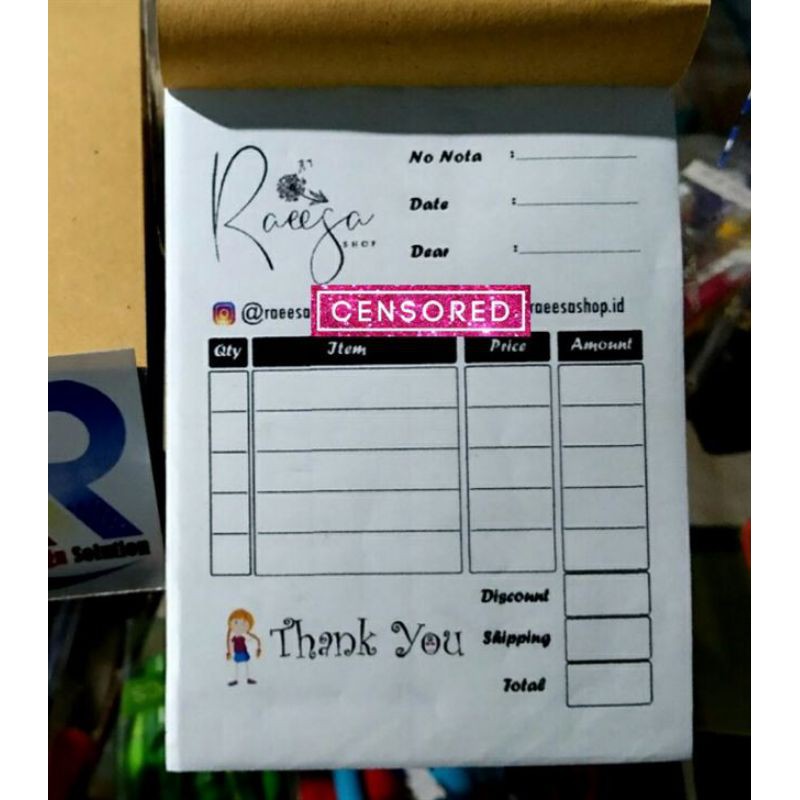 Raeesa
SHOP
No Nota :
Date :
Dear :
@raeesa CENSORED raeesashop.id
Qty Item Price Amount
Discount
Thank You Shipping
Total
R
Solution